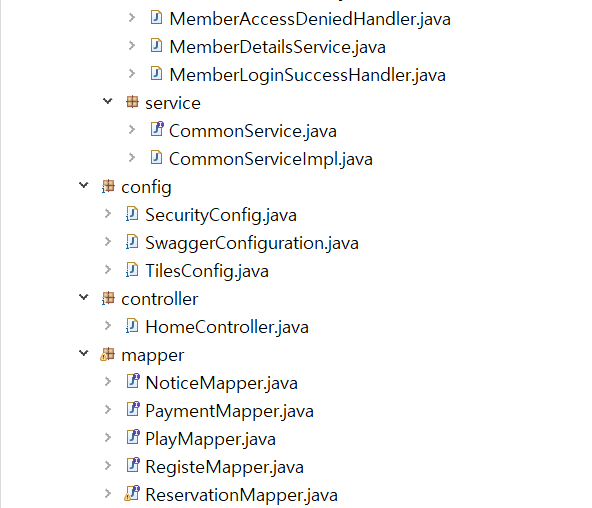 MemberAccessDeniedHandler.java
MemberDetailsService.java
MemberLoginSuccessHandler.java
service
CommonService.java
CommonServiceImpl.java
config
SecurityConfig.java
SwaggerConfiguration.java
TilesConfig.java
controller
HomeController.java
mapper
NoticeMapper.java
PaymentMapper.java
PlayMapper.java
RegisteMapper.java
ReservationMapper.java